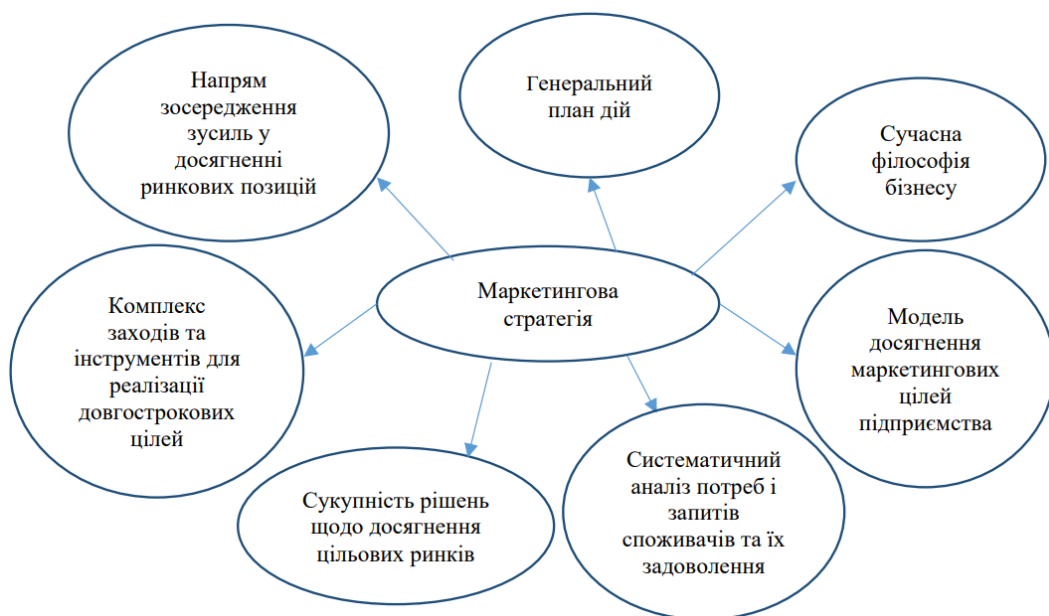 Напрям
зосередження
зусиль у
досягненні
ринкових позицій
Генеральний
план дій
Сучасна
філософія
бізнесу
Маркетингова
стратегія
Комплекс
заходів та
інструментів для
реалізації
довгострокових
цілей
Модель
досягнення
маркетингових
цілей
підприємства
Сукупність рішень
щодо досягнення
цільових ринків
Систематичний
аналіз потреб і
запитів
споживачів та їх
задоволення